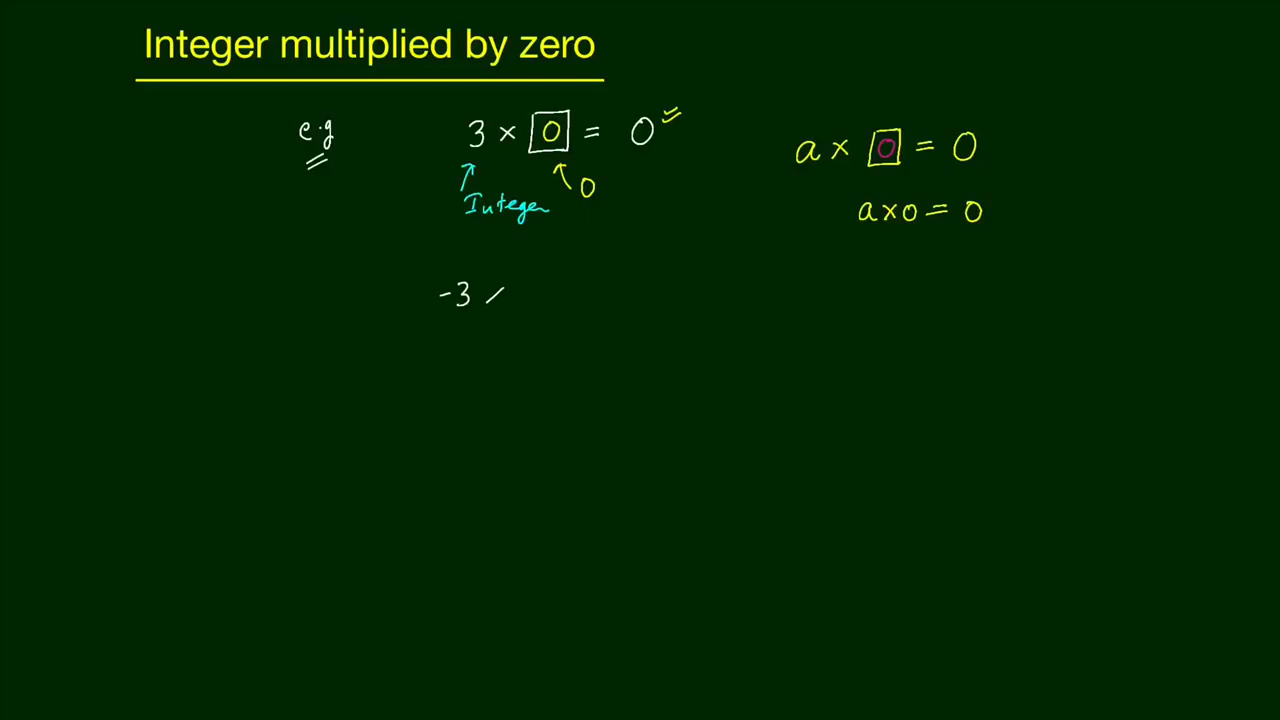 Integer multiplied by zero
e.g 3 × 0 = 0
Integer 0
a × 0 = 0
a × 0 = 0
-3